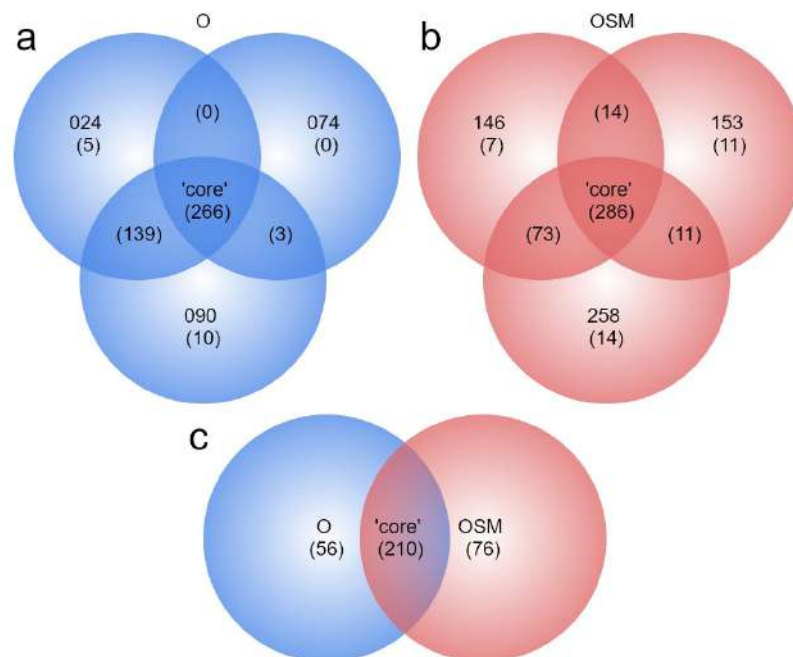 a
O
024
(5)
(0)
074
(0)
'core'
(266)
(139)
(3)
090
(10)
b
OSM
146
(7)
(14)
153
(11)
'core'
(286)
(73)
(11)
258
(14)
c
O
(56)
'core'
(210)
OSM
(76)